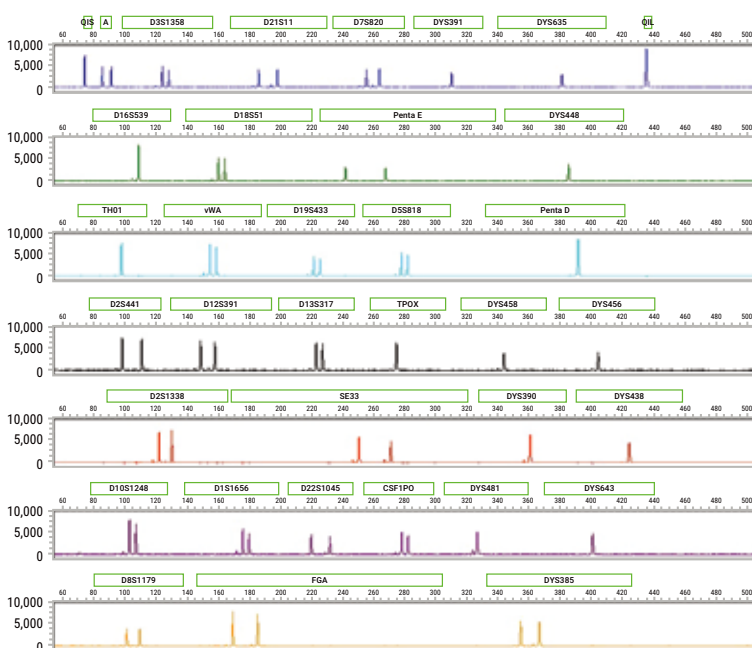 QIS A D3S1358 D21S11 D7S820 DYS391 DYS635 QIL
60 80 100 120 140 160 180 200 220 240 260 280 300 320 340 360 380 400 420 440 460 480 500
10,000
5,000
0
D16S539 D18S51 Penta E DYS448
60 80 100 120 140 160 180 200 220 240 260 280 300 320 340 360 380 400 420 440 460 480 500
10,000
5,000
0
TH01 vWA D19S433 D5S818 Penta D
60 80 100 120 140 160 180 200 220 240 260 280 300 320 340 360 380 400 420 440 460 480 500
10,000
5,000
0
D2S441 D12S391 D13S317 TPOX DYS458 DYS456
60 80 100 120 140 160 180 200 220 240 260 280 300 320 340 360 380 400 420 440 460 480 500
10,000
5,000
0
D2S1338 SE33 DYS390 DYS438
60 80 100 120 140 160 180 200 220 240 260 280 300 320 340 360 380 400 420 440 460 480 500
10,000
5,000
0
D10S1248 D1S1656 D22S1045 CSF1PO DYS481 DYS643
60 80 100 120 140 160 180 200 220 240 260 280 300 320 340 360 380 400 420 440 460 480 500
10,000
5,000
0
D8S1179 FGA DYS385
60 80 100 120 140 160 180 200 220 240 260 280 300 320 340 360 380 400 420 440 460 480 500
10,000
5,000
0